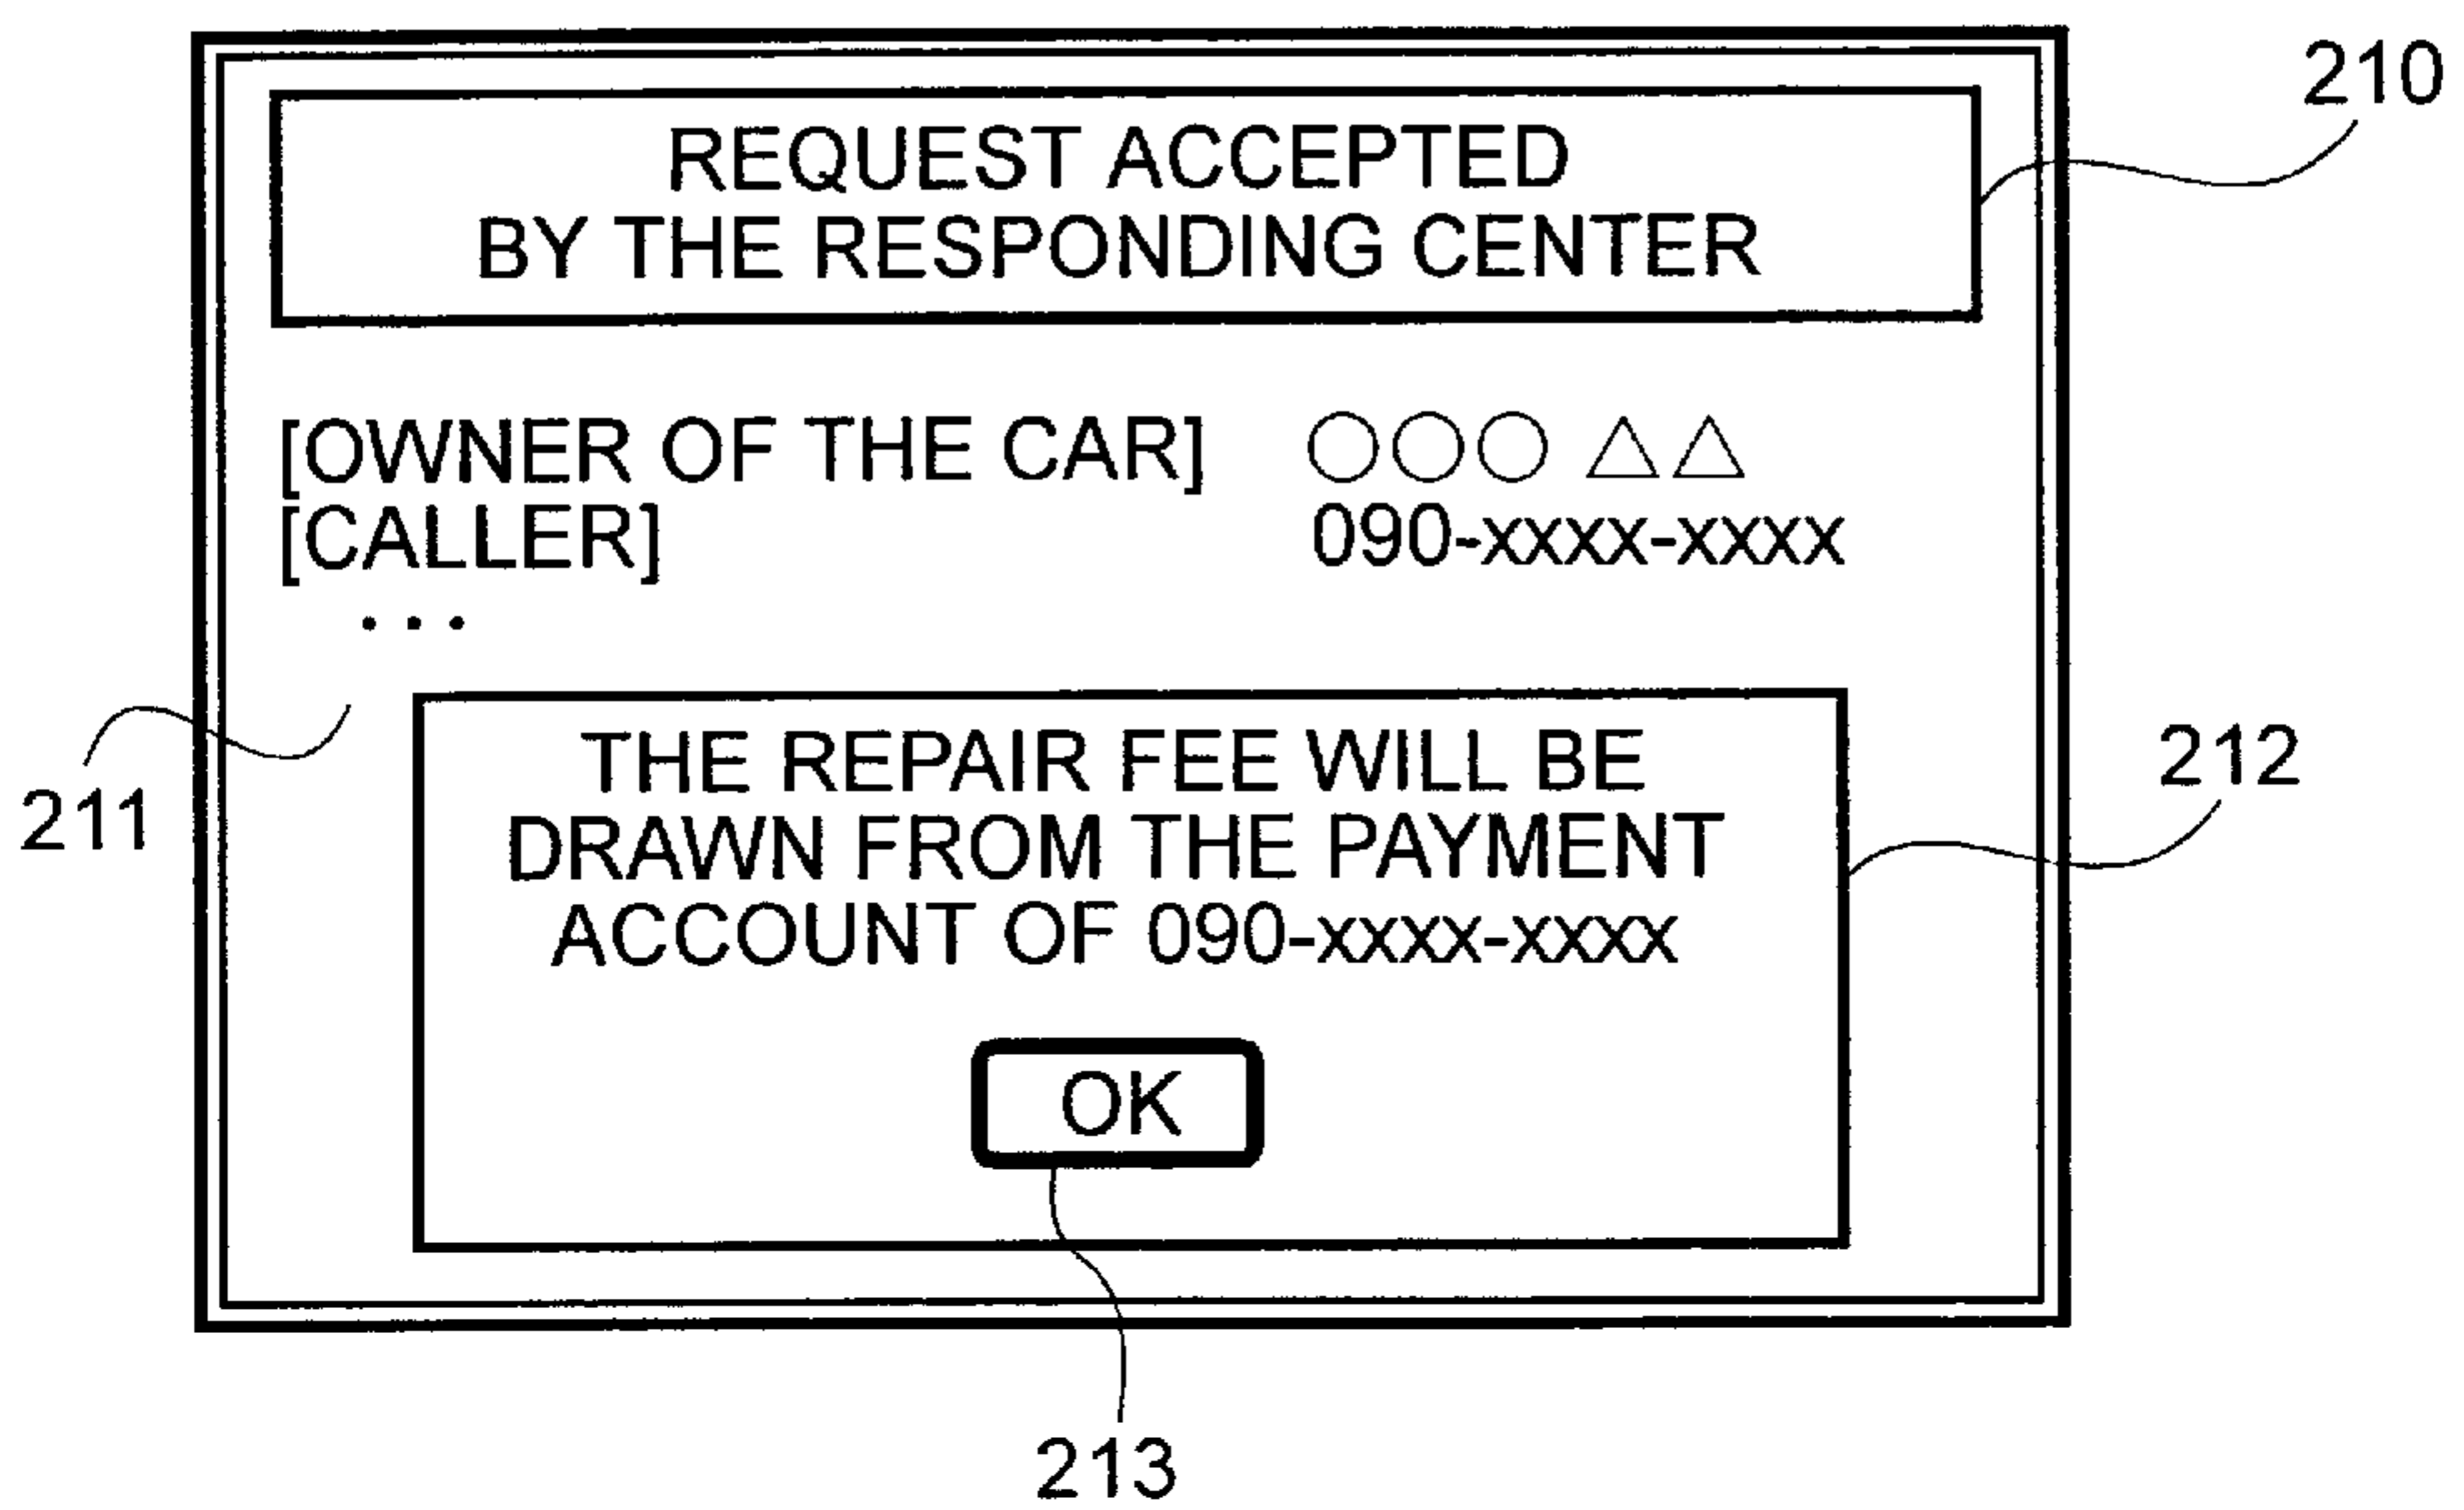 210
REQUEST ACCEPTED
BY THE RESPONDING CENTER
[OWNER OF THE CAR] ○○○ △△
[CALLER] 090-xxxx-xxxx
...
211
THE REPAIR FEE WILL BE
DRAWN FROM THE PAYMENT
ACCOUNT OF 090-xxxx-xxxx
212
OK
213